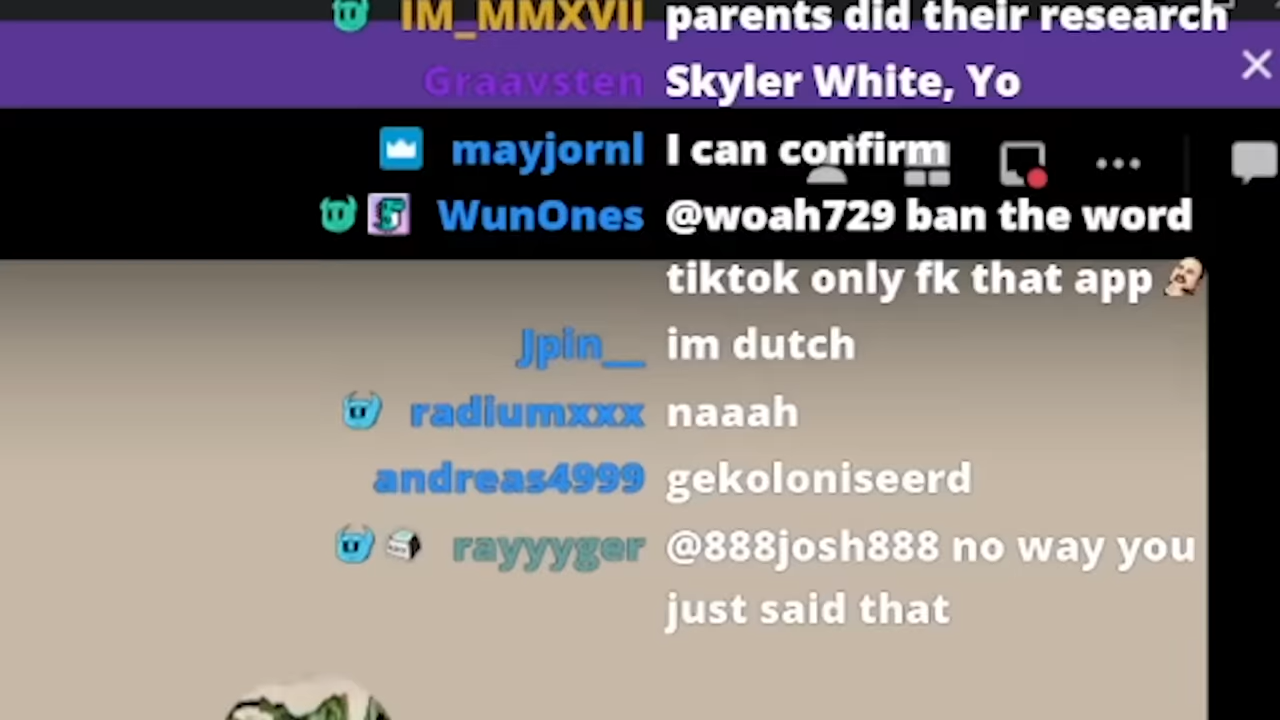 IM_MMXVII parents did their research
Graavsten Skyler White, Yo
mayjornl I can confirm
WunOnes @woah729 ban the word
tiktok only fk that app
Jpin__ im dutch
radiumxxx naaah
andreas4999 gekoloniseerd
rayyyger @888josh888 no way you
just said that